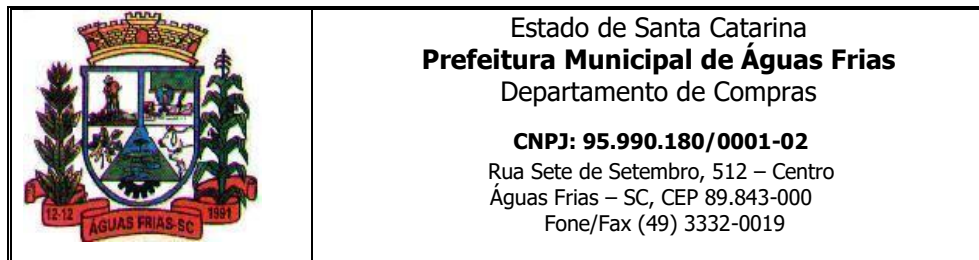 12-12
ÁGUAS FRIAS-SC
1991
Estado de Santa Catarina
Prefeitura Municipal de Águas Frias
Departamento de Compras
CNPJ: 95.990.180/0001-02
Rua Sete de Setembro, 512 – Centro
Águas Frias – SC, CEP 89.843-000
Fone/Fax (49) 3332-0019